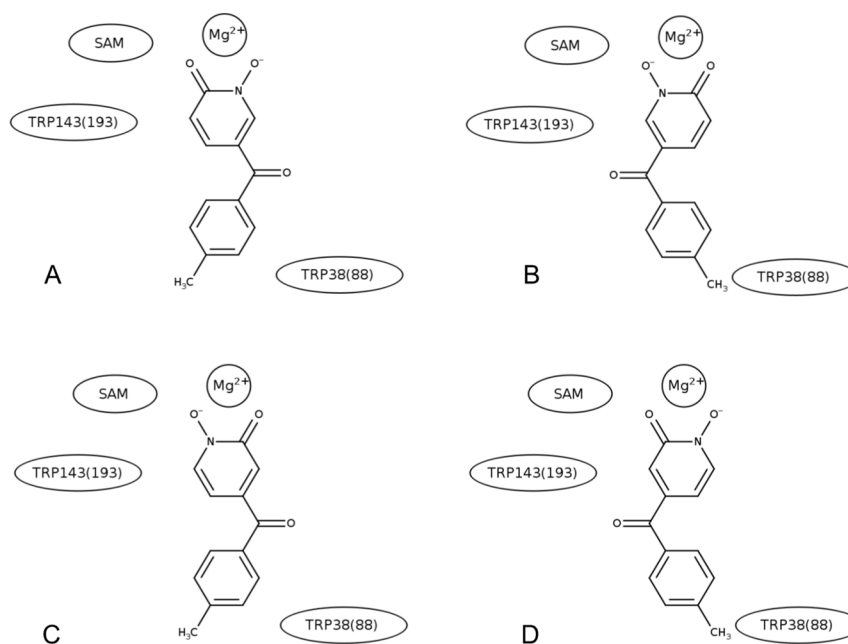 SAM
Mg²⁺
O
O⁻
N
TRP143(193)
O
H₃C
TRP38(88)
A
SAM
Mg²⁺
O⁻
O
N
TRP143(193)
O
CH₃
TRP38(88)
B
SAM
Mg²⁺
O⁻
O
N
TRP143(193)
O
H₃C
TRP38(88)
C
SAM
Mg²⁺
O
O⁻
N
TRP143(193)
O
CH₃
TRP38(88)
D